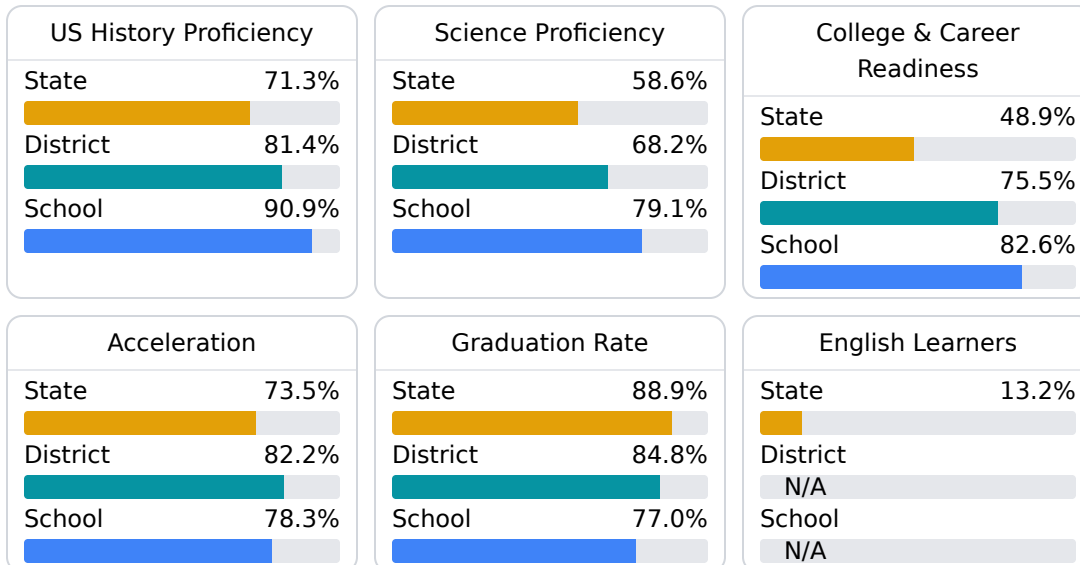 US History Proficiency
State 71.3%
District 81.4%
School 90.9%
Science Proficiency
State 58.6%
District 68.2%
School 79.1%
College & Career
Readiness
State 48.9%
District 75.5%
School 82.6%
Acceleration
State 73.5%
District 82.2%
School 78.3%
Graduation Rate
State 88.9%
District 84.8%
School 77.0%
English Learners
State 13.2%
District
N/A
School
N/A